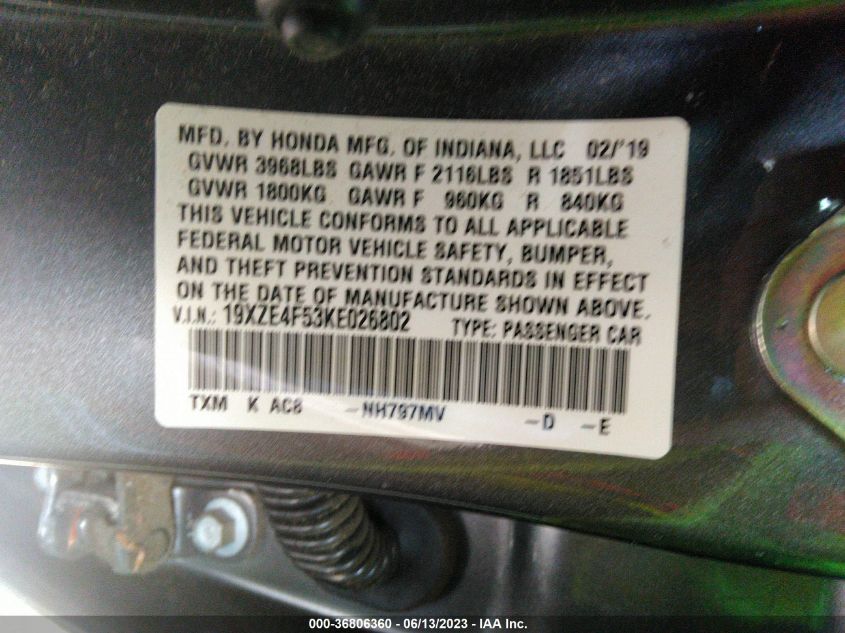 MFD. BY HONDA MFG. OF INDIANA, LLC 02/'19
GVWR 3968LBS GAWR F 2116LBS R 1851LBS
GVWR 1800KG GAWR F 960KG R 840KG
THIS VEHICLE CONFORMS TO ALL APPLICABLE
FEDERAL MOTOR VEHICLE SAFETY, BUMPER,
AND THEFT PREVENTION STANDARDS IN EFFECT
ON THE DATE OF MANUFACTURE SHOWN ABOVE.
V.I.N.: 19XZE4F53KE026802 TYPE: PASSENGER CAR
TXM K AC8 -NH797MV -D -E
000-36806360 - 06/13/2023 - IAA Inc.